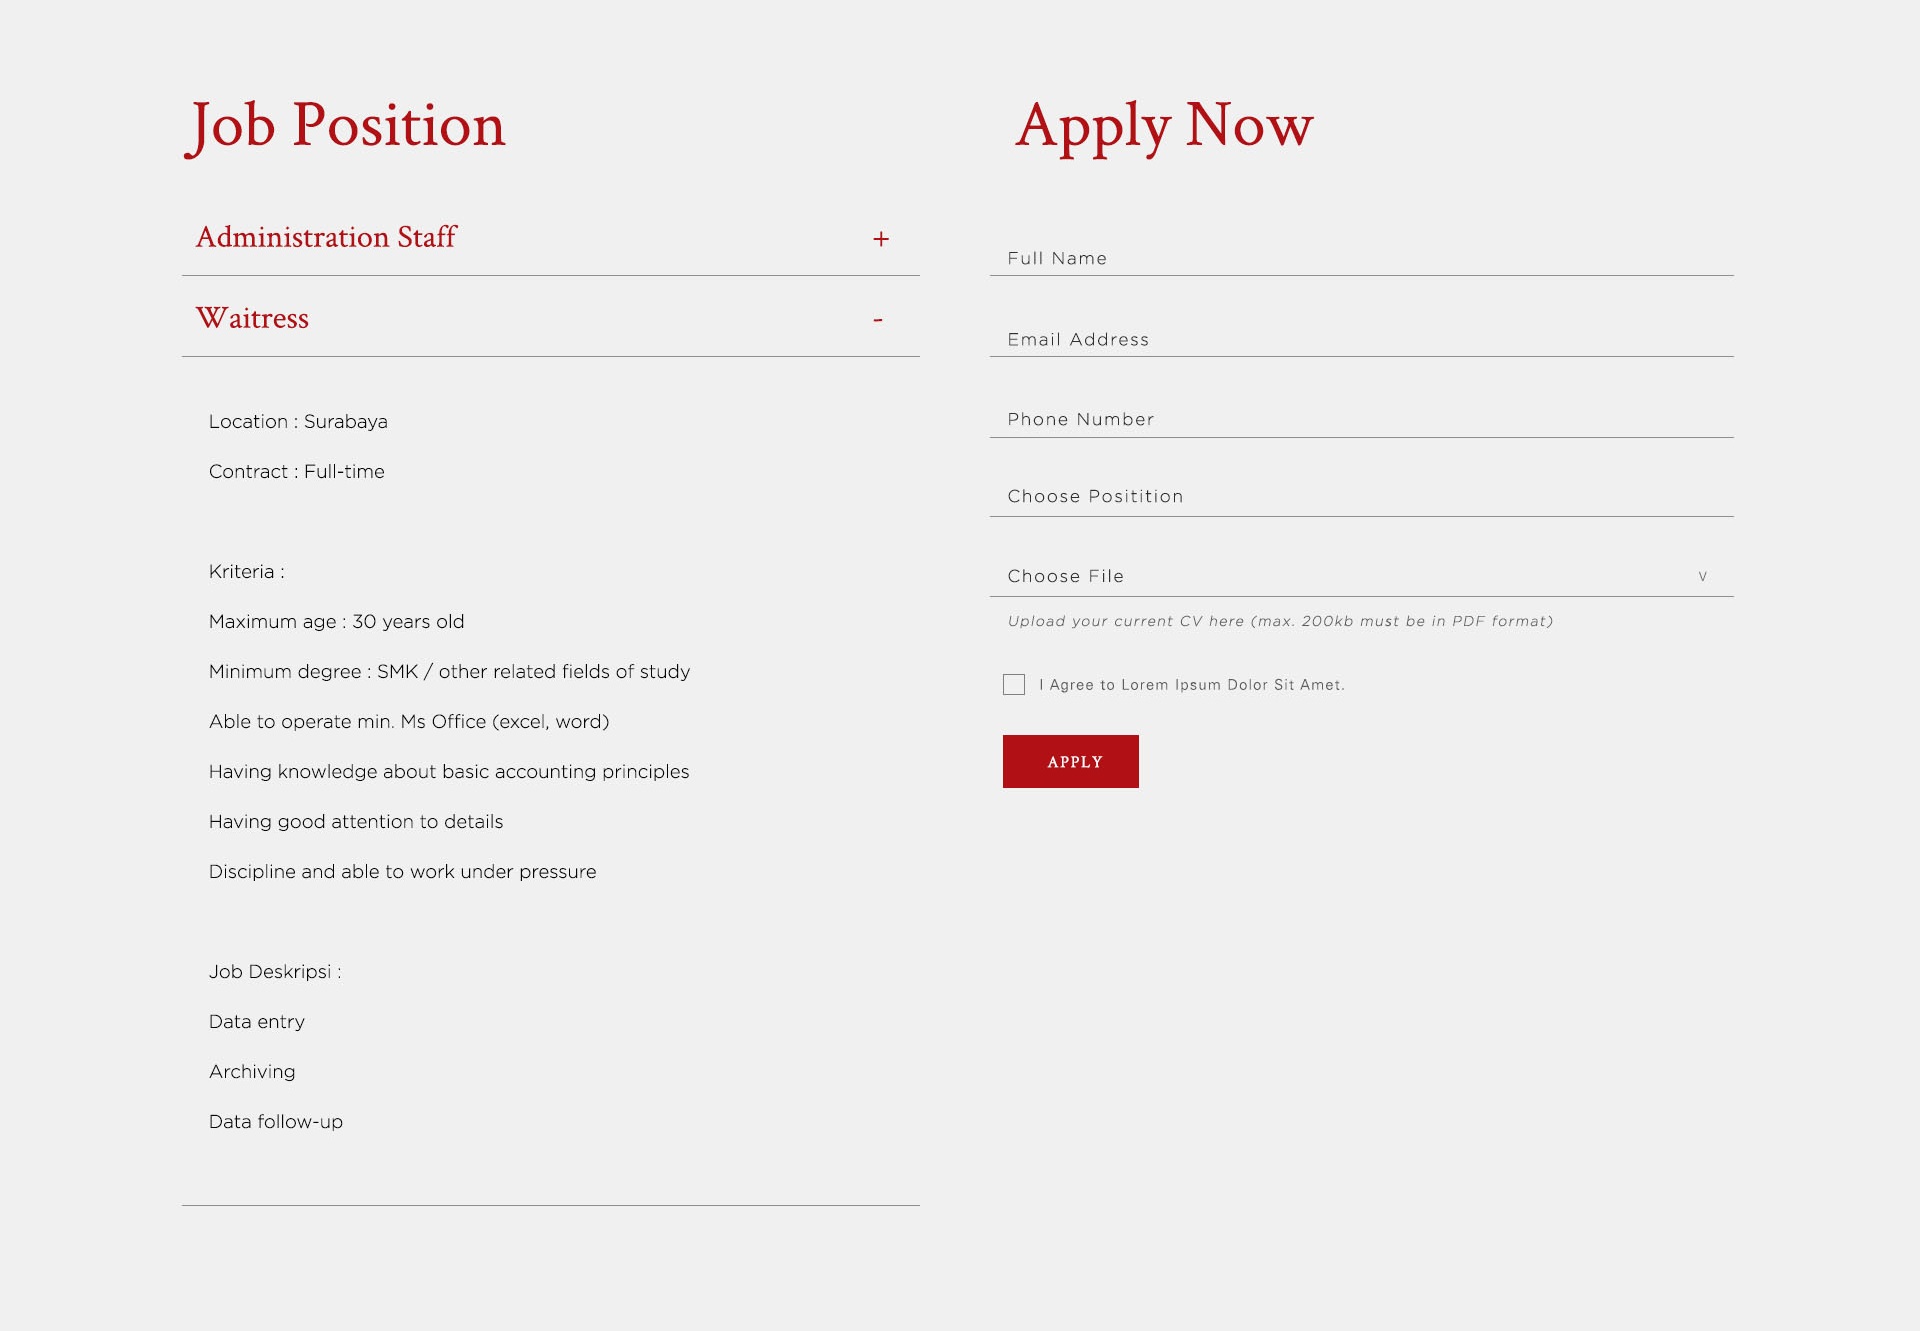 Job Position
Administration Staff +
Waitress -
Location : Surabaya
Contract : Full-time
Kriteria :
Maximum age : 30 years old
Minimum degree : SMK / other related fields of study
Able to operate min. Ms Office (excel, word)
Having knowledge about basic accounting principles
Having good attention to details
Discipline and able to work under pressure
Job Deskripsi :
Data entry
Archiving
Data follow-up
Apply Now
Full Name
Email Address
Phone Number
Choose Positition
Choose File v
Upload your current CV here (max. 200kb must be in PDF format)
I Agree to Lorem Ipsum Dolor Sit Amet.
APPLY